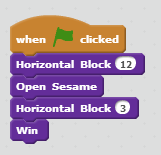 when clicked
Horizontal Block 12
Open Sesame
Horizontal Block 3
Win